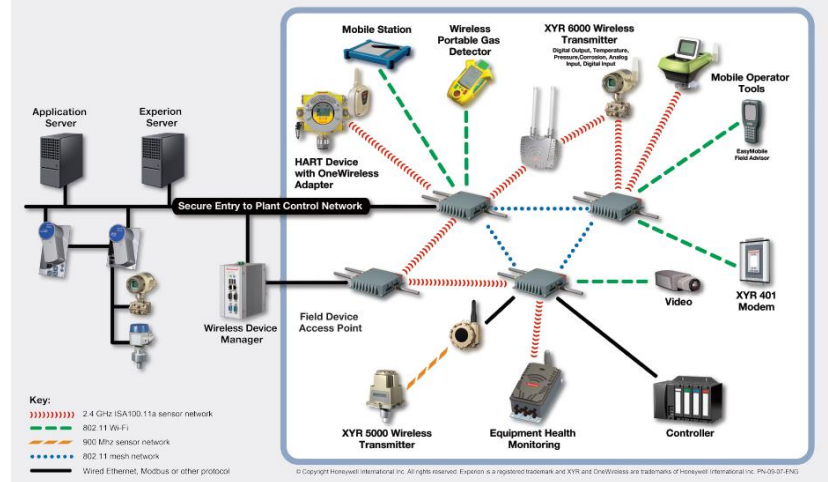 Mobile Station
Wireless
Portable Gas
Detector
XYR 6000 Wireless
Transmitter
Digital Output, Temperature,
Pressure,Corrosion, Analog
Input, Digital Input
Mobile Operator
Tools
EasyMobile
Field Advisor
Application
Server
Experion
Server
HART Device
with OneWireless
Adapter
Secure Entry to Plant Control Network
Wireless Device
Manager
Field Device
Access Point
Video
XYR 401
Modem
XYR 5000 Wireless
Transmitter
Equipment Health
Monitoring
Controller
Key:
2.4 GHz ISA100.11a sensor network
802.11 Wi-Fi
900 Mhz sensor network
802.11 mesh network
Wired Ethernet, Modbus or other protocol
© Copyright Honeywell International Inc. All rights reserved. Experion is a registered trademark and XYR and OneWireless are trademarks of Honeywell International Inc. PN-09-07-ENG